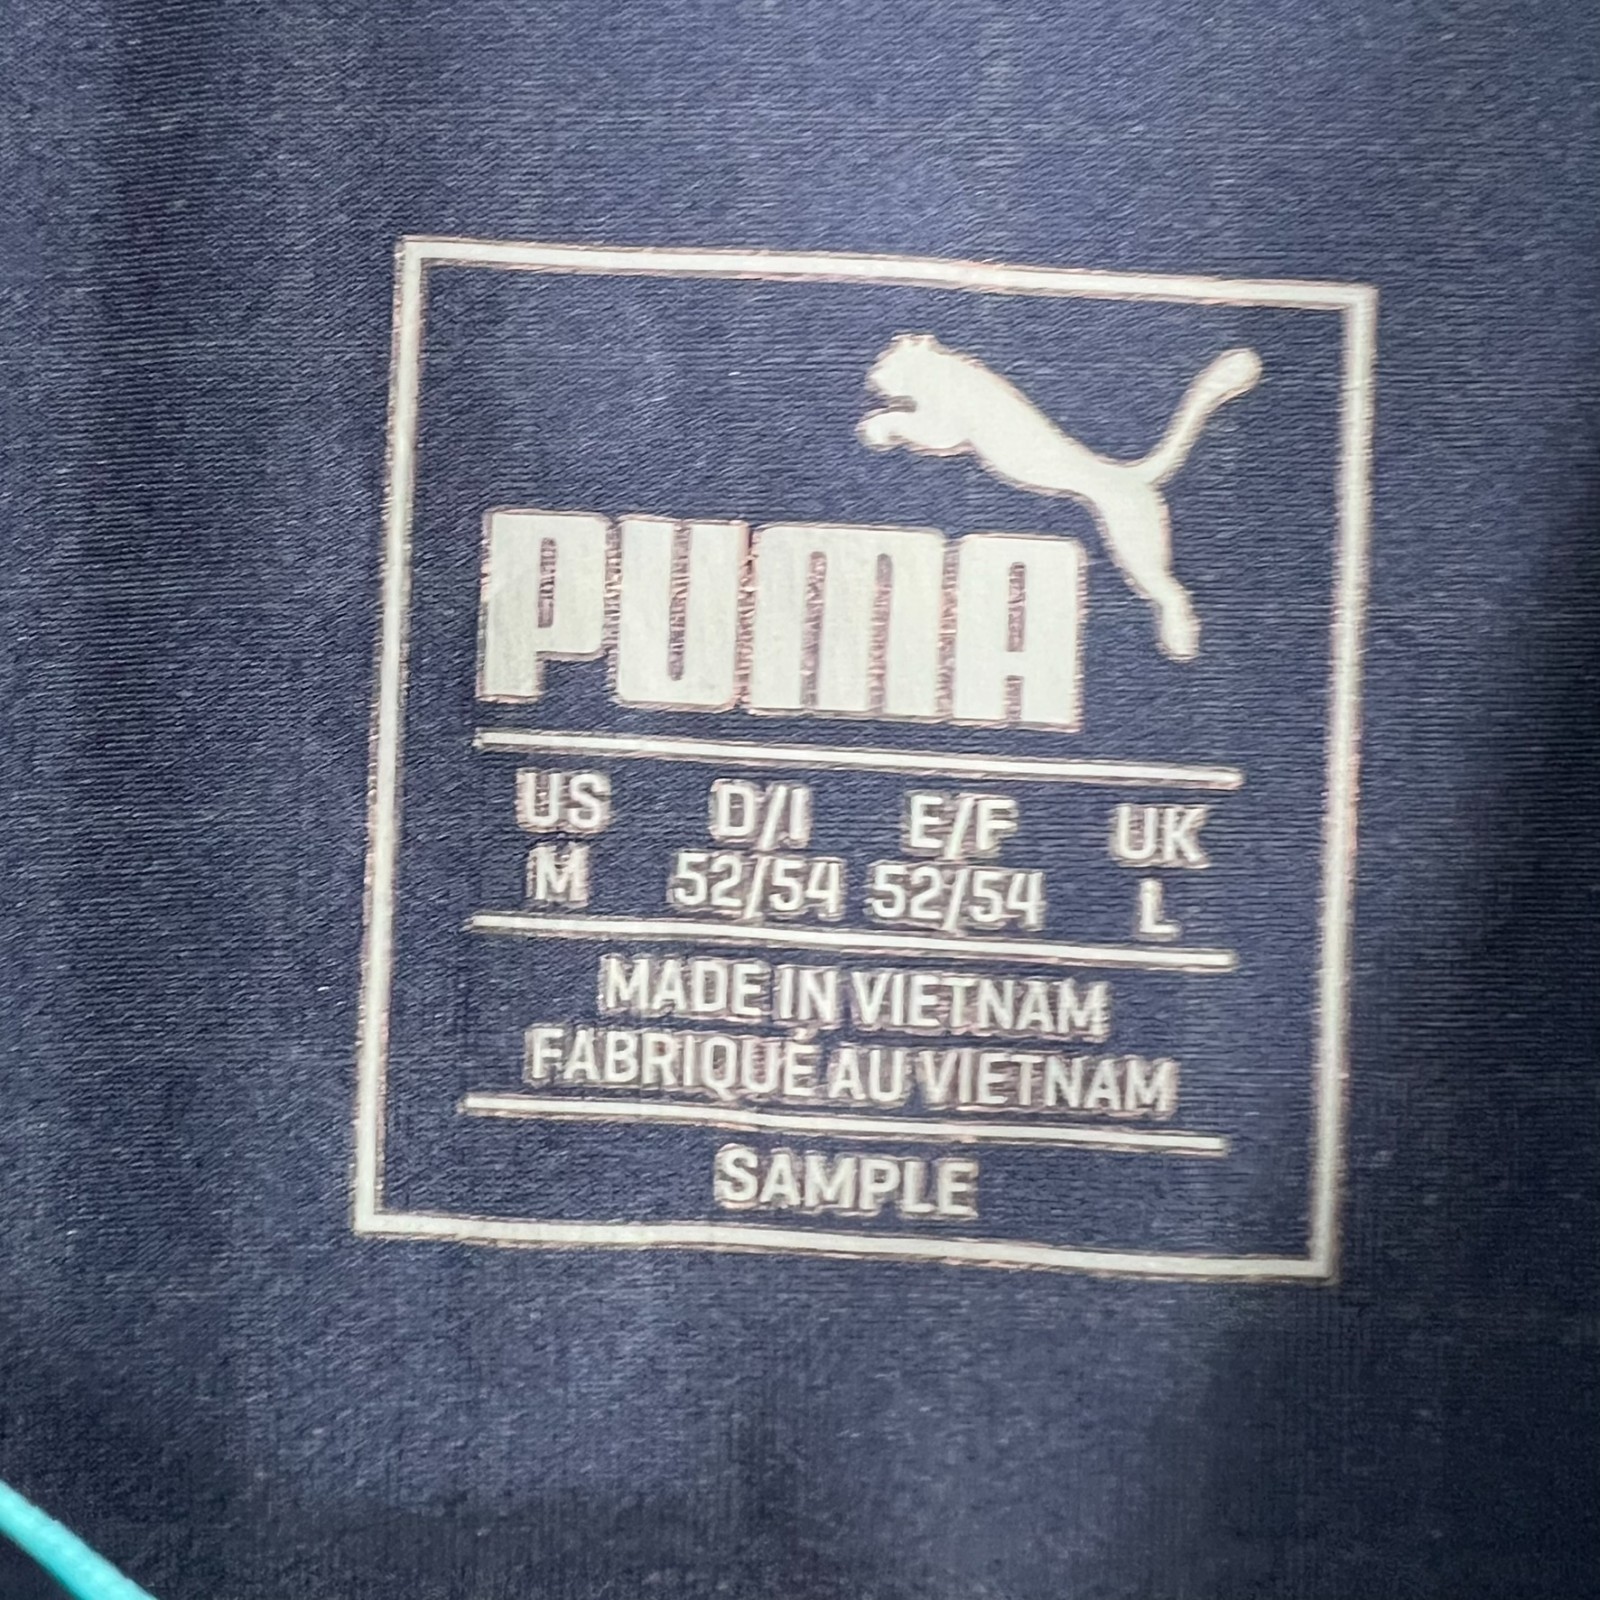 PUMA
US D/I E/F UK
M 52/54 52/54 L
MADE IN VIETNAM
FABRIQUÉ AU VIETNAM
SAMPLE